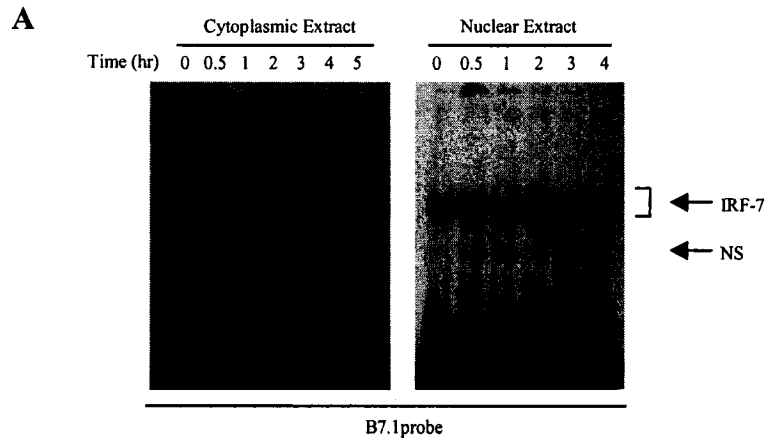 A
Cytoplasmic Extract Nuclear Extract
Time (hr) 0 0.5 1 2 3 4 5 0 0.5 1 2 3 4
IRF-7
NS
B7.1probe